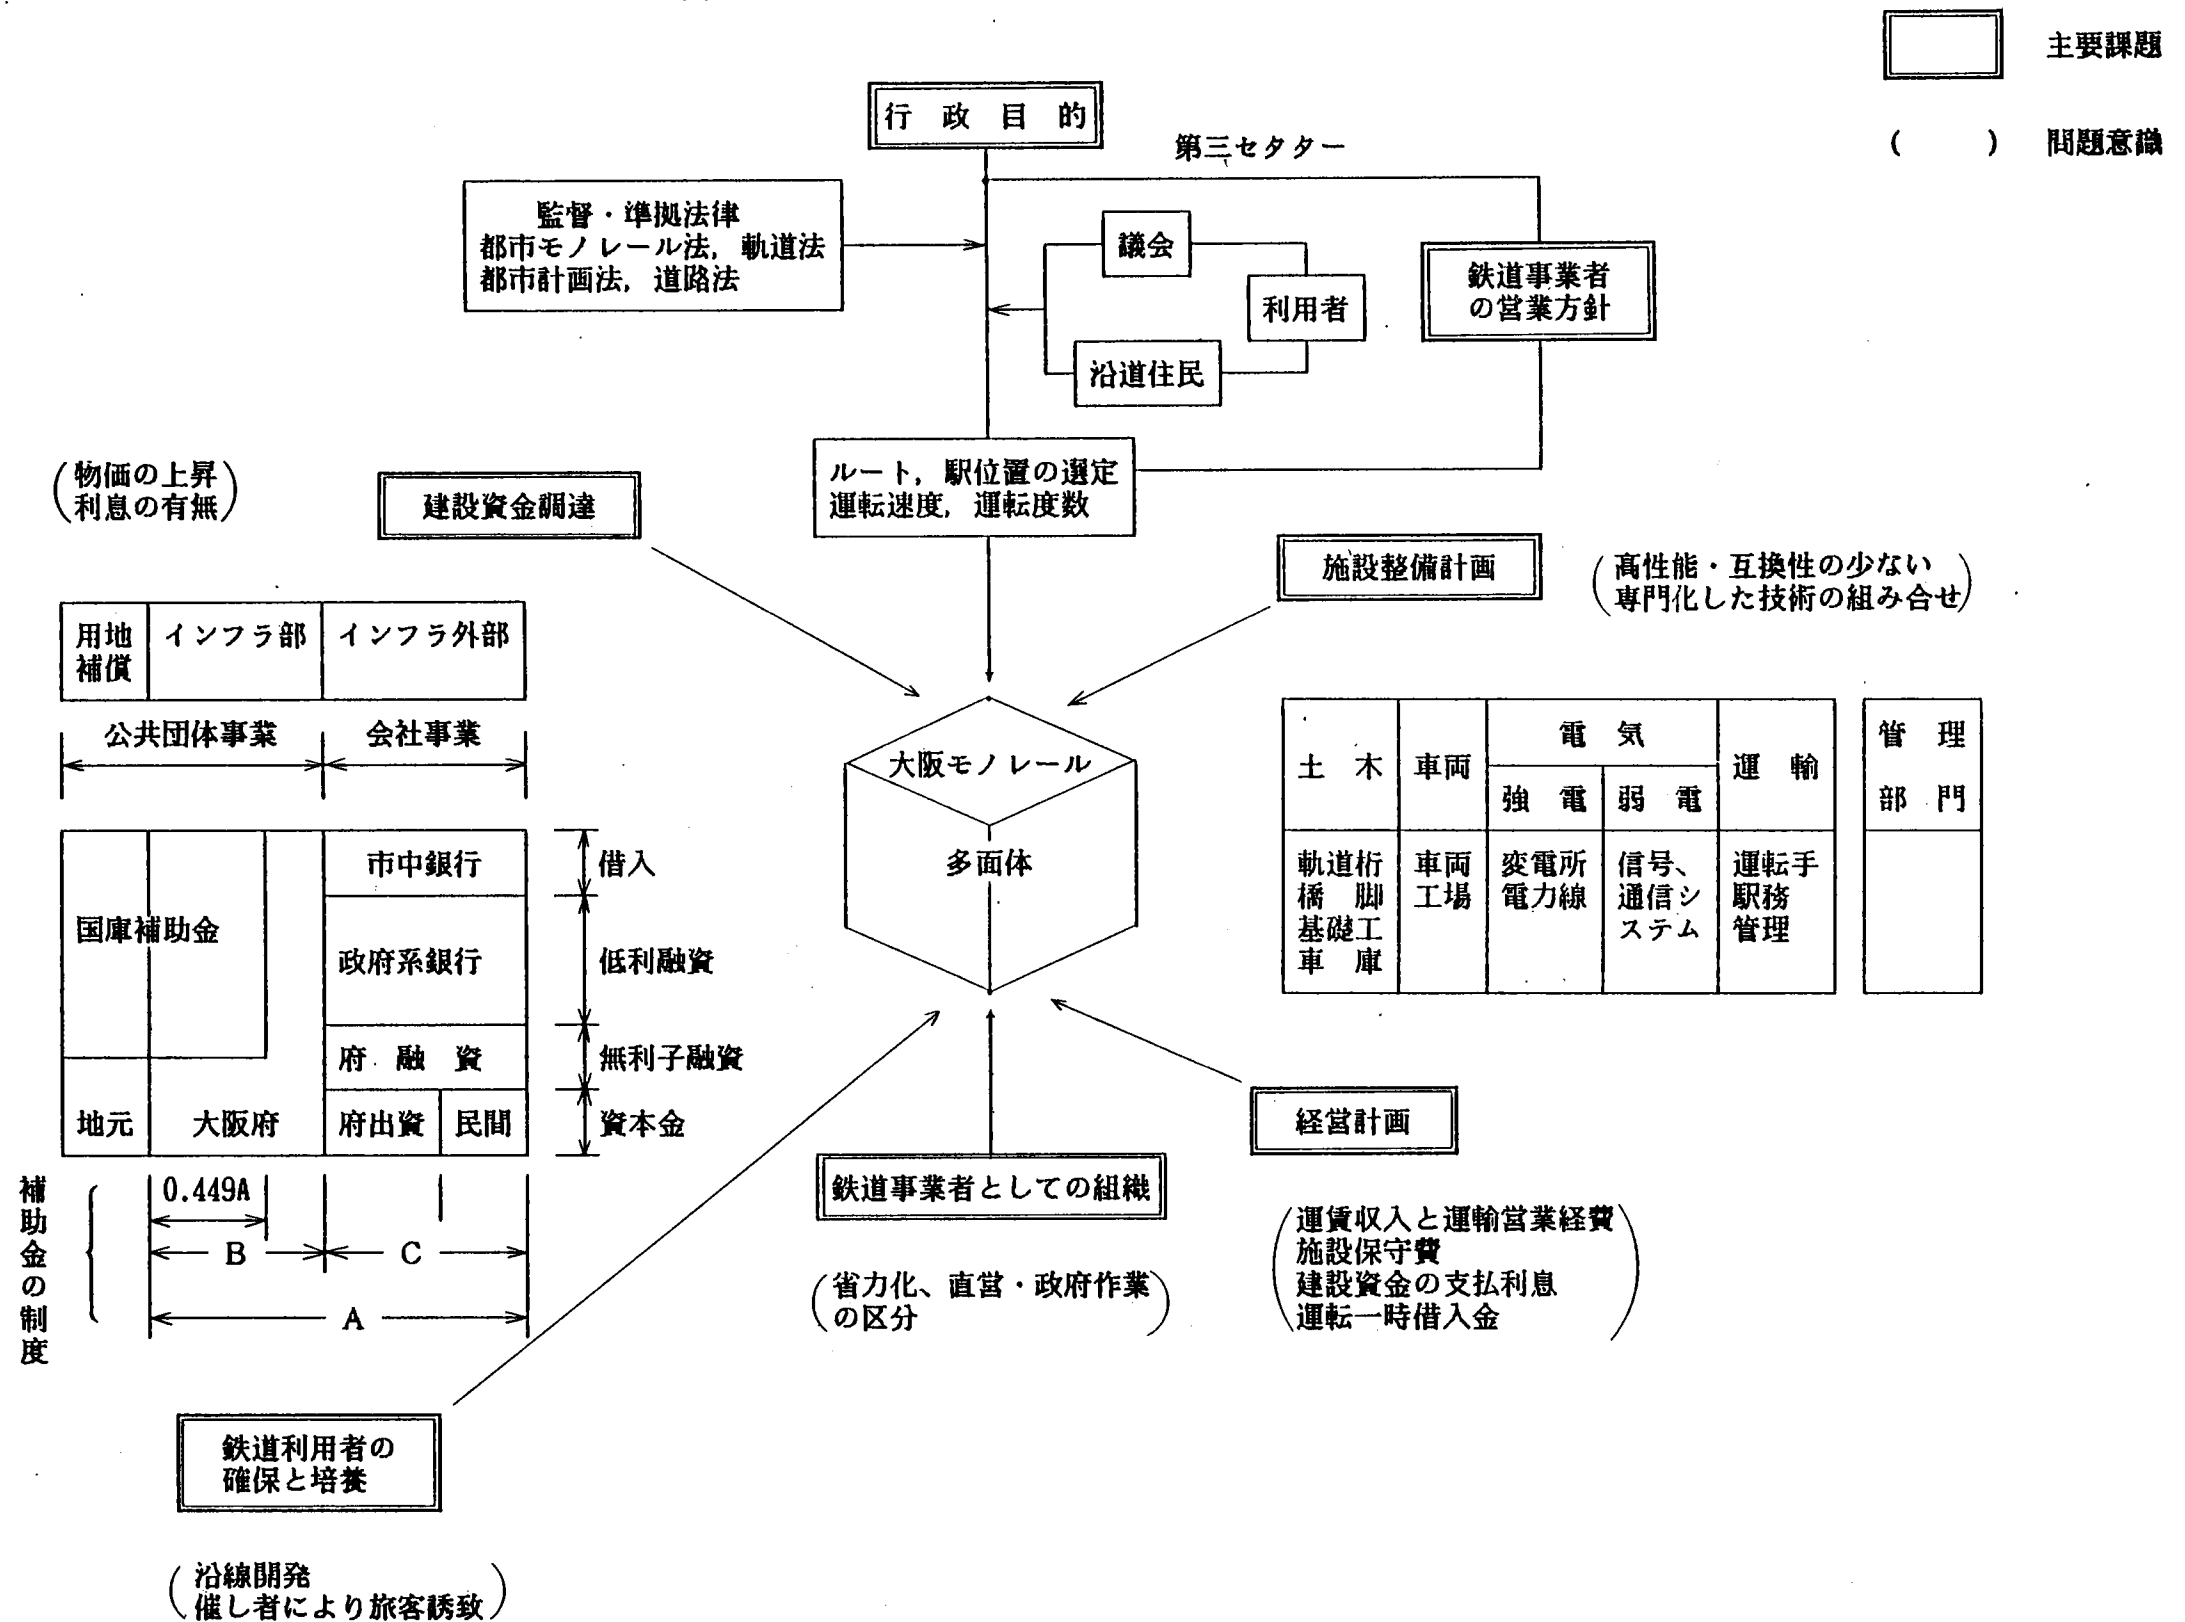 主要課題
(　　) 問題意識
行政目的
第三セタター
監督・準拠法律
都市モノレール法，軌道法
都市計画法，道路法
議会
利用者
沿道住民
鉄道事業者
の営業方針
ルート，駅位置の選定
運転速度，運転度数
(物価の上昇
利息の有無)
建設資金調達
施設整備計画
(高性能・互換性の少ない
専門化した技術の組み合せ)
用地
補償
インフラ部
インフラ外部
公共団体事業
会社事業
国庫補助金
地元
大阪府
市中銀行
政府系銀行
府融資
府出資
民間
借入
低利融資
無利子融資
資本金
補助金の制度
0.449A
B
C
A
大阪モノレール
多面体
土木
車両
電気
強電
弱電
運輸
管理
部門
軌道桁
橋脚
基礎工
車庫
車両
工場
変電所
電力線
信号、
通信シ
ステム
運転手
駅務
管理
経営計画
(運賃収入と運輸営業経費
施設保守費
建設資金の支払利息
運転一時借入金)
鉄道事業者としての組織
(省力化、直営・政府作業
の区分)
鉄道利用者の
確保と培養
(沿線開発
催し者により旅客誘致)